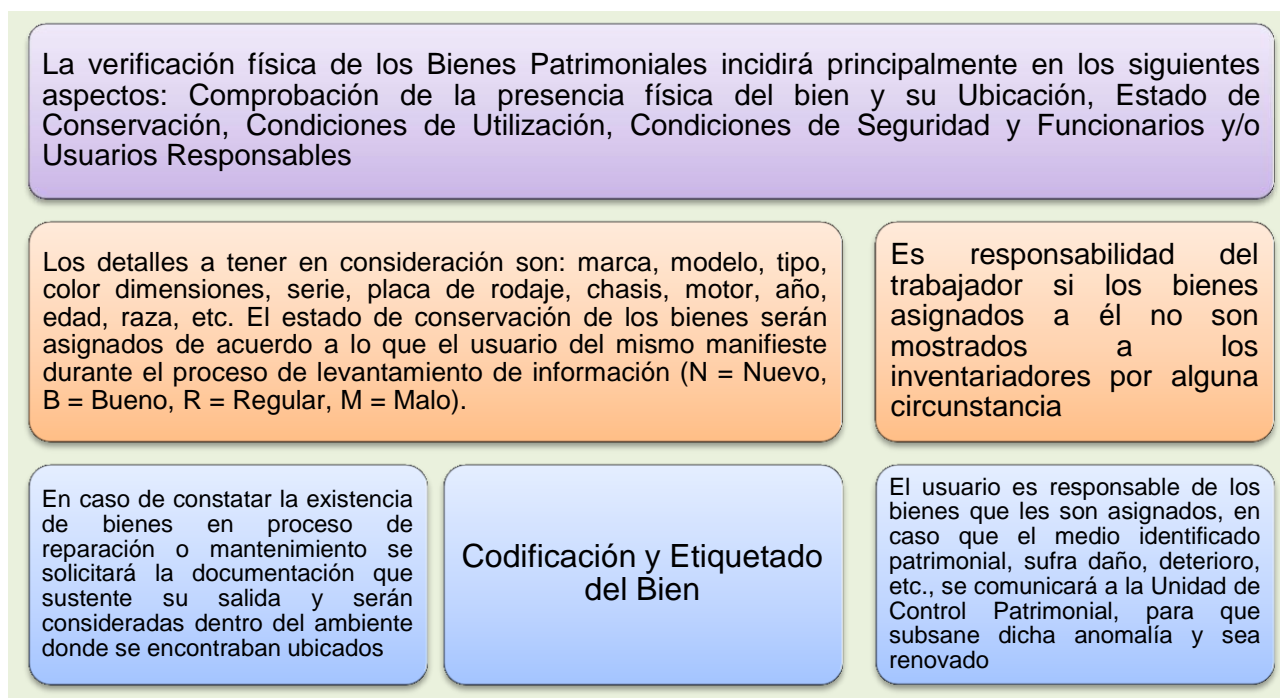 La verificación física de los Bienes Patrimoniales incidirá principalmente en los siguientes
aspectos: Comprobación de la presencia física del bien y su Ubicación, Estado de
Conservación, Condiciones de Utilización, Condiciones de Seguridad y Funcionarios y/o
Usuarios Responsables
Los detalles a tener en consideración son: marca, modelo, tipo,
color dimensiones, serie, placa de rodaje, chasis, motor, año,
edad, raza, etc. El estado de conservación de los bienes serán
asignados de acuerdo a lo que el usuario del mismo manifieste
durante el proceso de levantamiento de información (N = Nuevo,
B = Bueno, R = Regular, M = Malo).
Es responsabilidad del
trabajador si los bienes
asignados a él no son
mostrados a los
inventariadores por alguna
circunstancia
En caso de constatar la existencia
de bienes en proceso de
reparación o mantenimiento se
solicitará la documentación que
sustente su salida y serán
consideradas dentro del ambiente
donde se encontraban ubicados
Codificación y Etiquetado
del Bien
El usuario es responsable de los
bienes que les son asignados, en
caso que el medio identificado
patrimonial, sufra daño, deterioro,
etc., se comunicará a la Unidad de
Control Patrimonial, para que
subsane dicha anomalía y sea
renovado